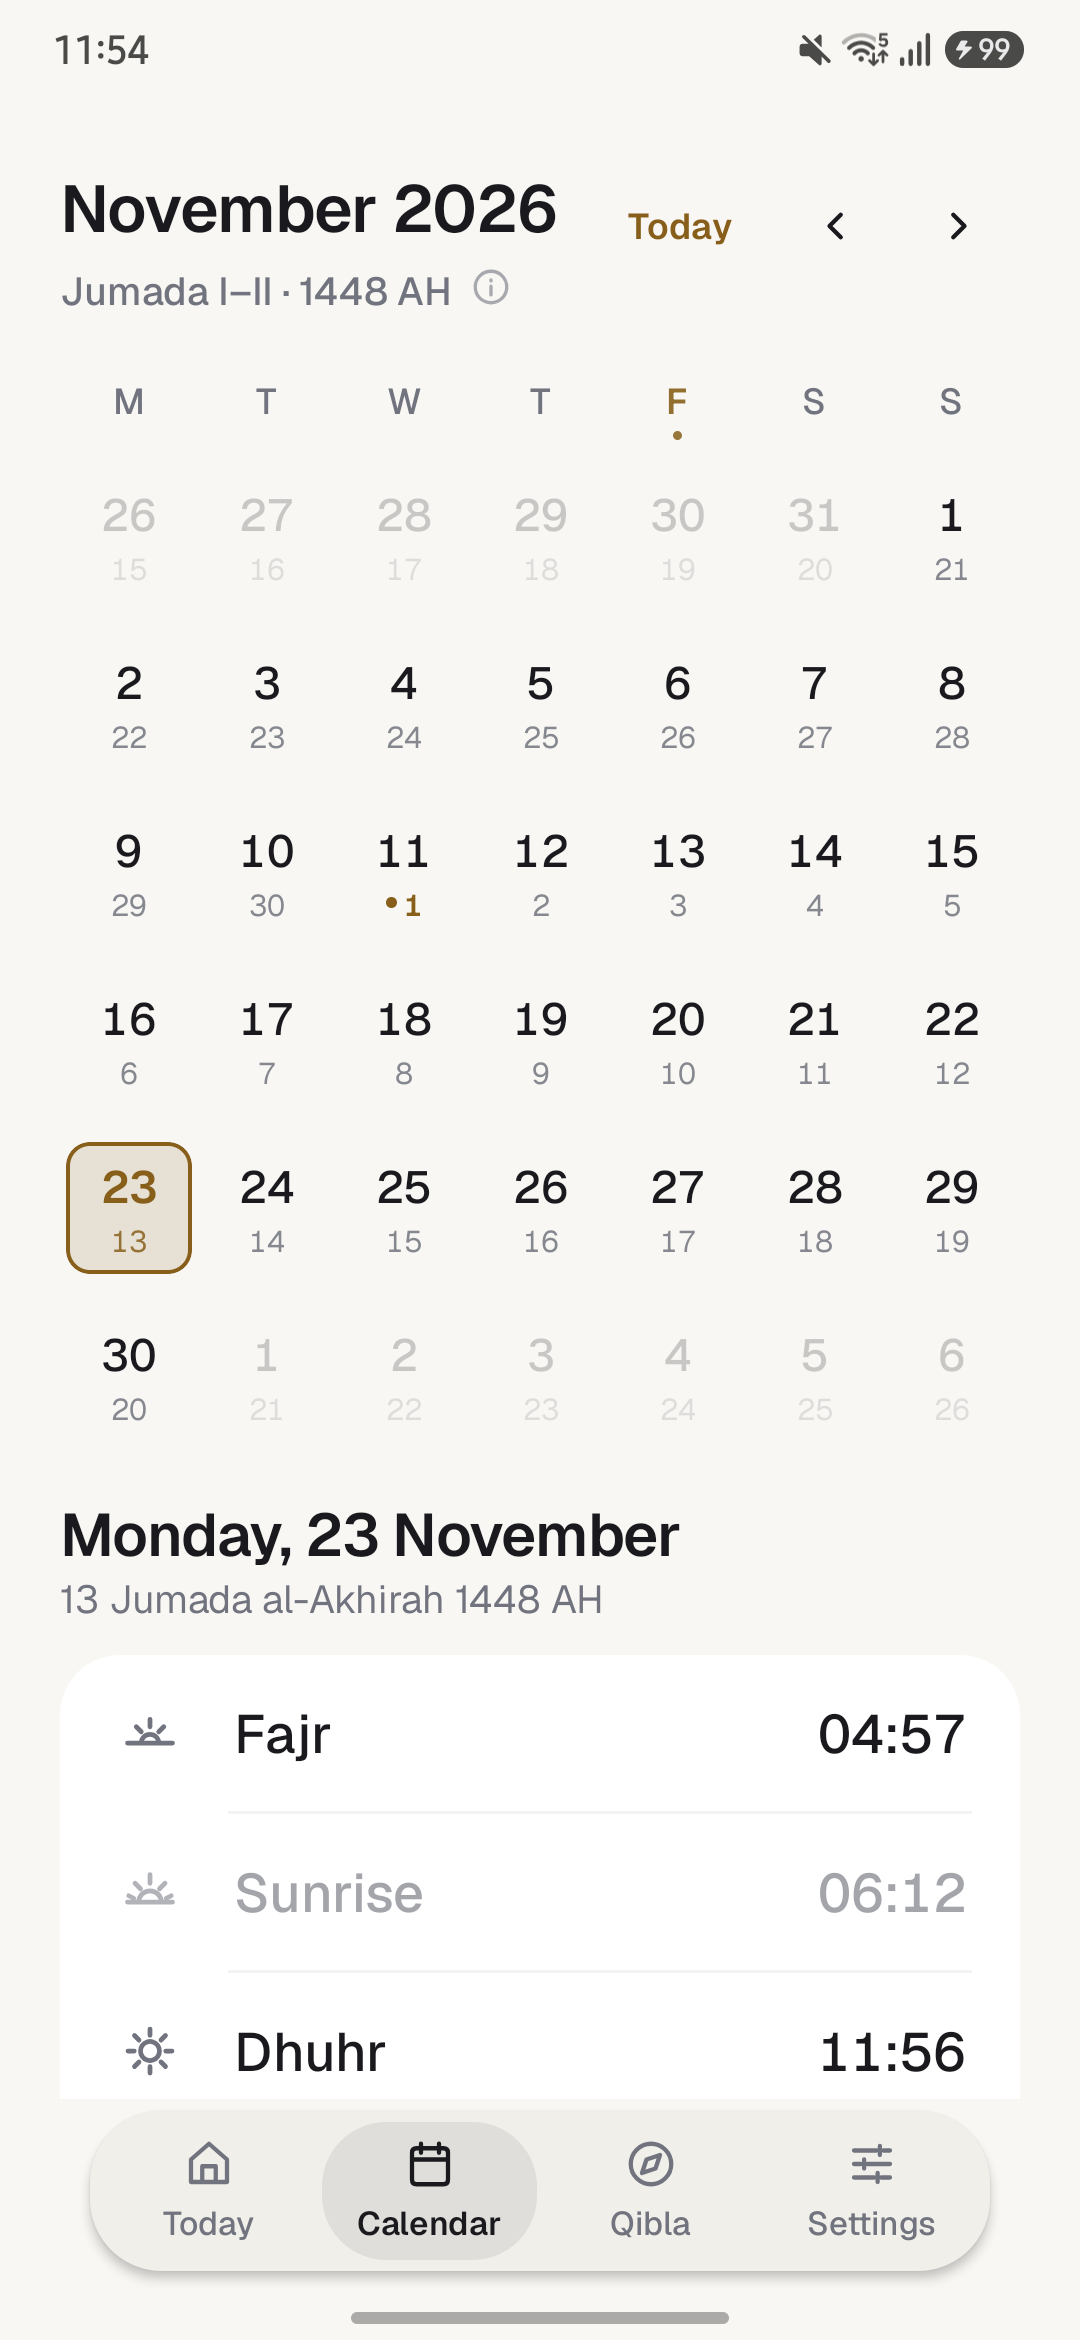 11:54 5 99
November 2026
Today
Jumada I–II · 1448 AH
M T W T F S S
26 27 28 29 30 31 1
15 16 17 18 19 20 21
2 3 4 5 6 7 8
22 23 24 25 26 27 28
9 10 11 12 13 14 15
29 30 1 2 3 4 5
16 17 18 19 20 21 22
6 7 8 9 10 11 12
23 24 25 26 27 28 29
13 14 15 16 17 18 19
30 1 2 3 4 5 6
20 21 22 23 24 25 26
Monday, 23 November
13 Jumada al-Akhirah 1448 AH
Fajr 04:57
Sunrise 06:12
Dhuhr 11:56
Today Calendar Qibla Settings